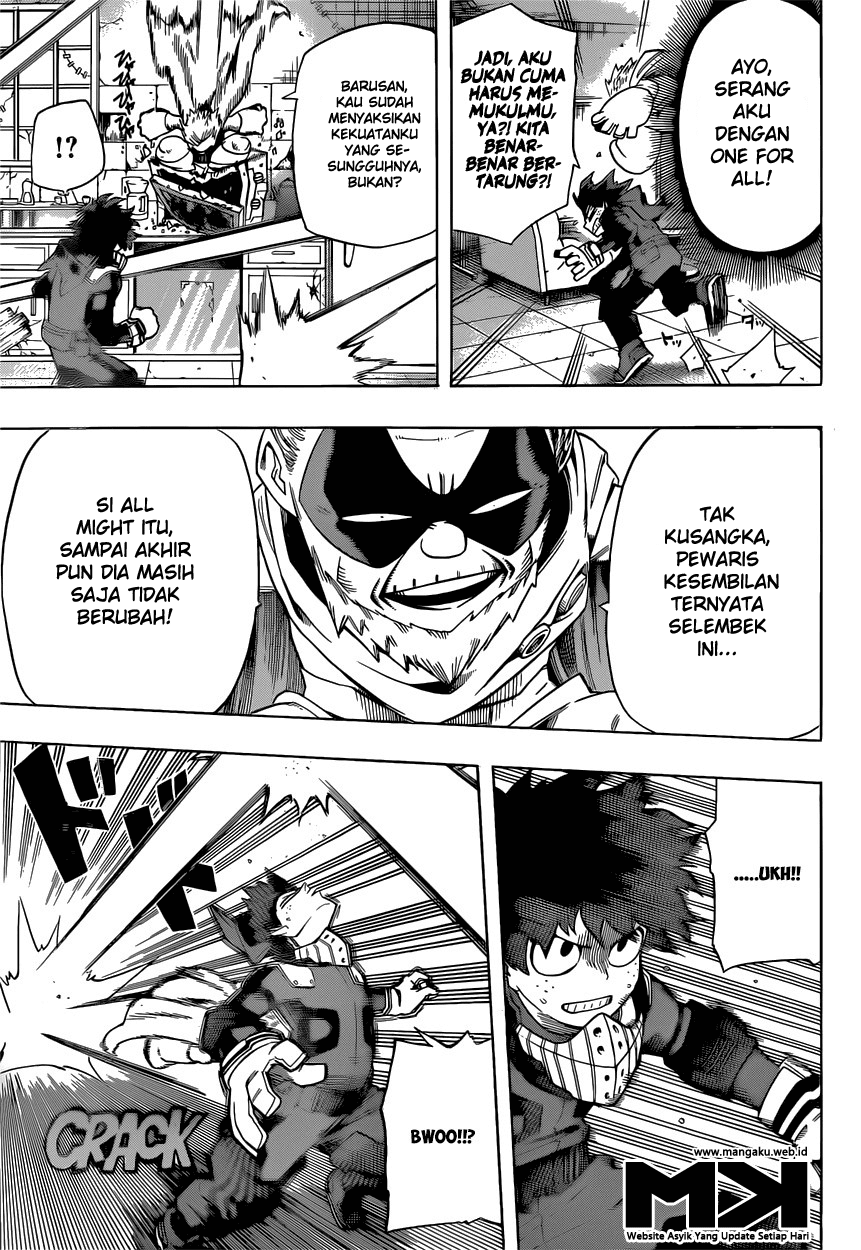 AYO,
SERANG
AKU
DENGAN
ONE FOR
ALL!
JADI, AKU
BUKAN CUMA
HARUS ME-
MUKULMU,
YA?! KITA
BENAR-
BENAR BER-
TARUNG?!
BARUSAN,
KAU SUDAH
MENYAKSIKAN
KEKUATANKU
YANG SE-
SUNGGUHNYA,
BUKAN?
!?
TAK
KUSANGKA,
PEWARIS
KESEMBILAN
TERNYATA
SELEMBEK
INI...
SI ALL
MIGHT ITU,
SAMPAI AKHIR
PUN DIA MASIH
SAJA TIDAK
BERUBAH!
.....UKH!!
ドドド
BWOO!!?
CRACK
www.mangaku.web.id
MK
Website Asyik Yang Update Setiap Hari